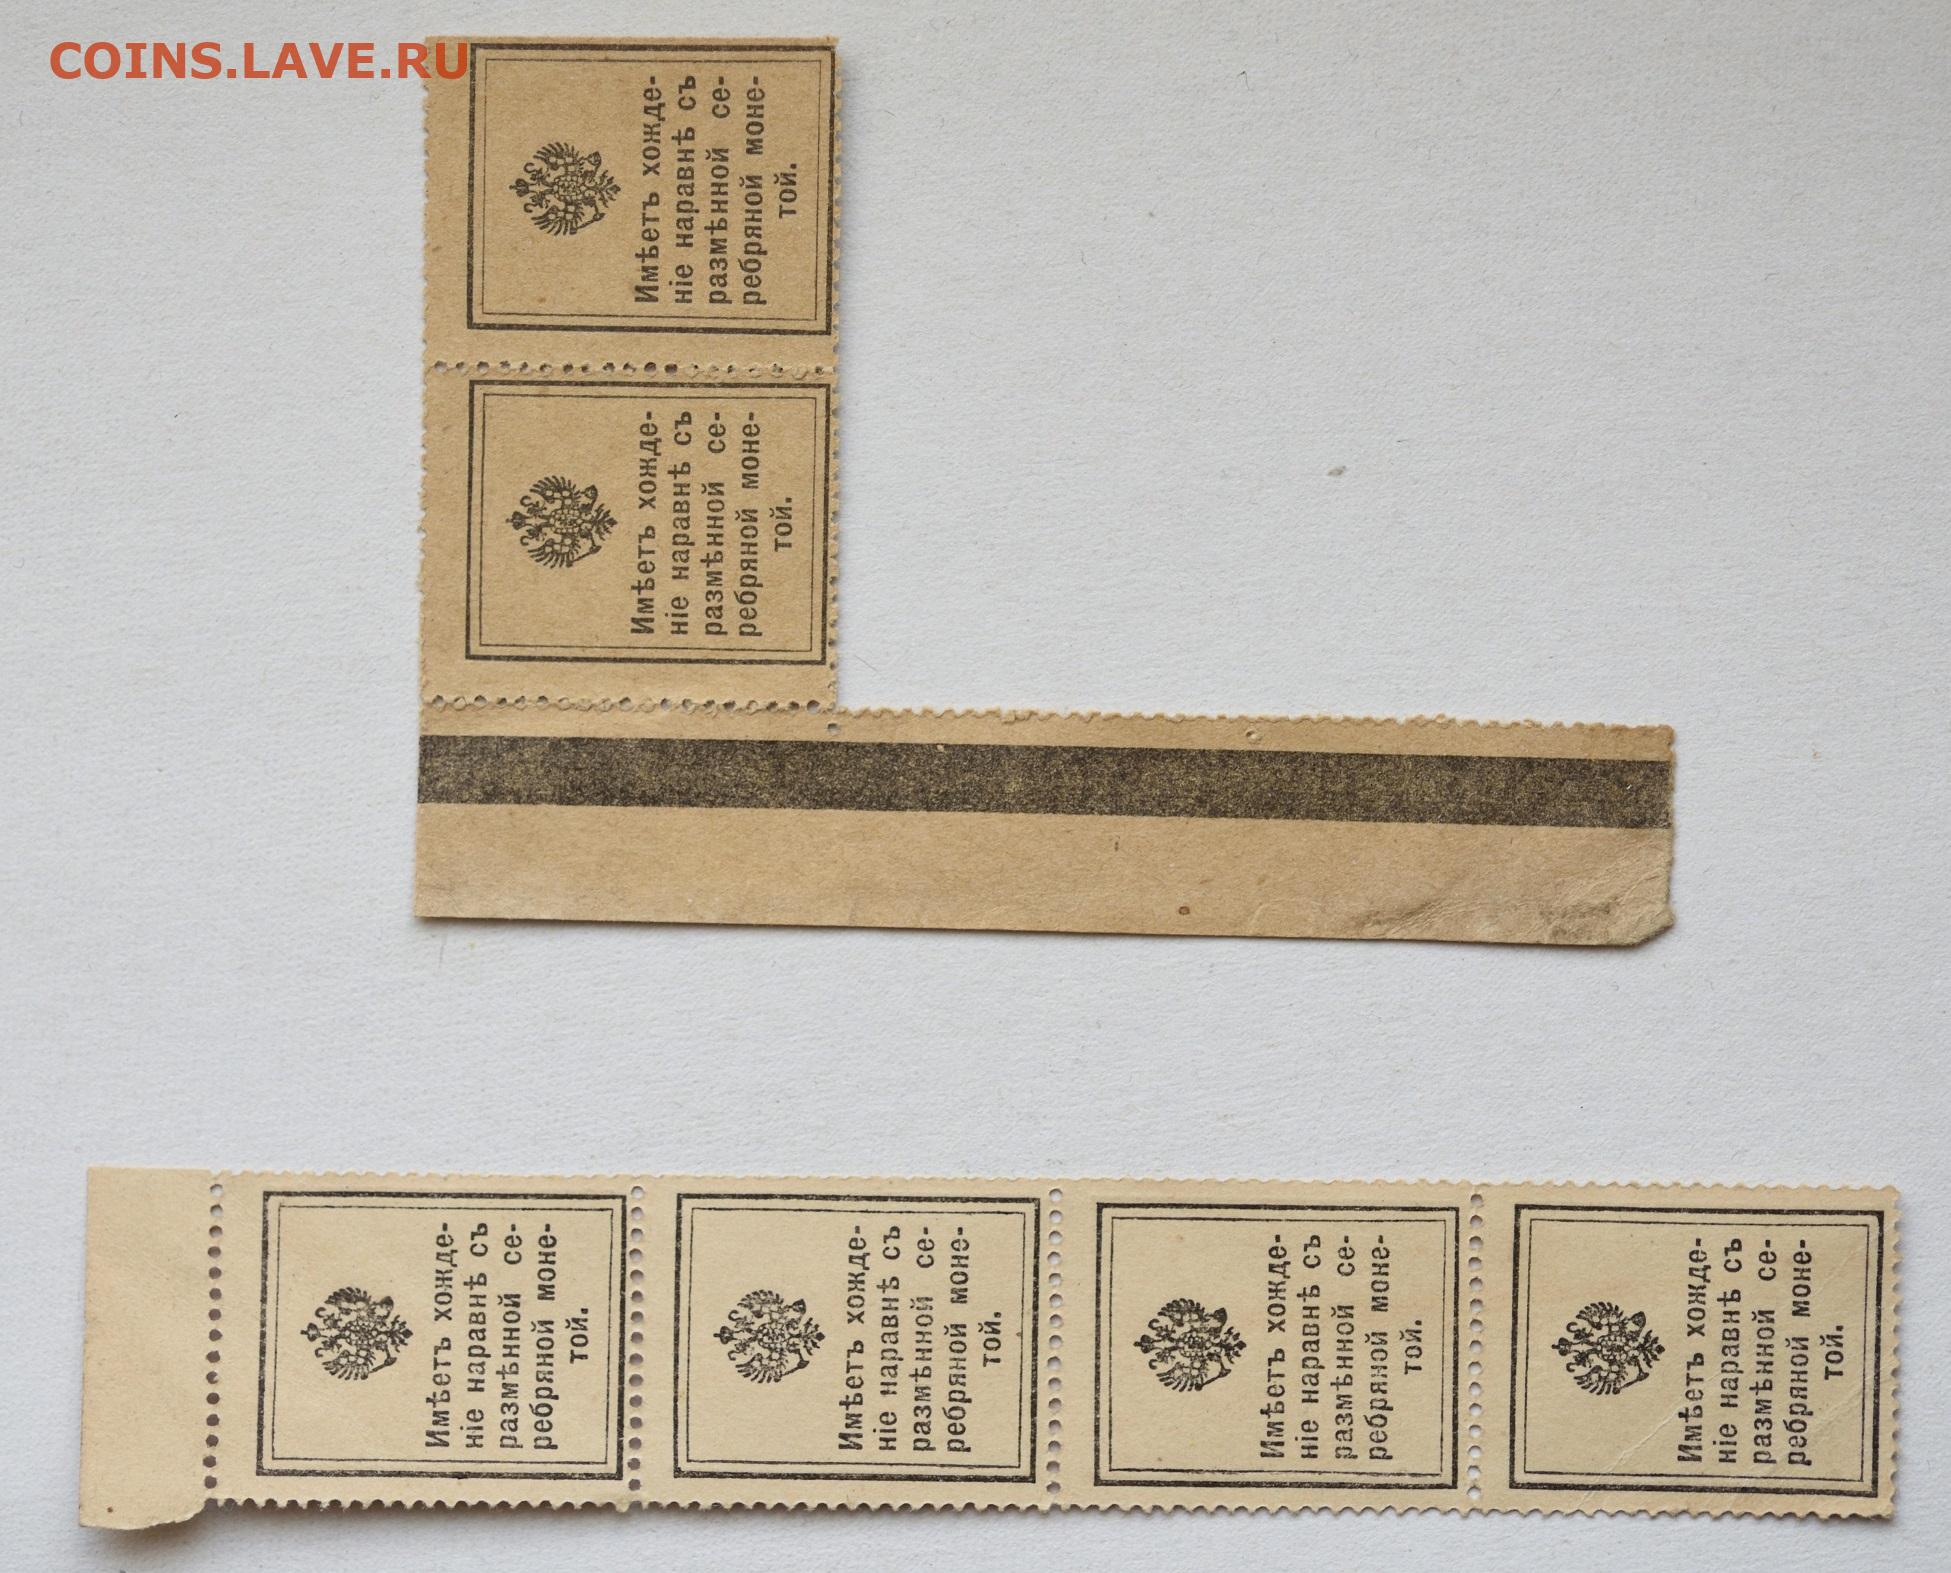 COINS.LAVE.RU
Имѣетъ хожде-
ніе наравнѣ съ
размѣнной се-
ребряной моне-
той.
Имѣетъ хожде-
ніе наравнѣ съ
размѣнной се-
ребряной моне-
той.
Имѣетъ хожде-
ніе наравнѣ съ
размѣнной се-
ребряной моне-
той.
Имѣетъ хожде-
ніе наравнѣ съ
размѣнной се-
ребряной моне-
той.
Имѣетъ хожде-
ніе наравнѣ съ
размѣнной се-
ребряной моне-
той.
Имѣетъ хожде-
ніе наравнѣ съ
размѣнной се-
ребряной моне-
той.